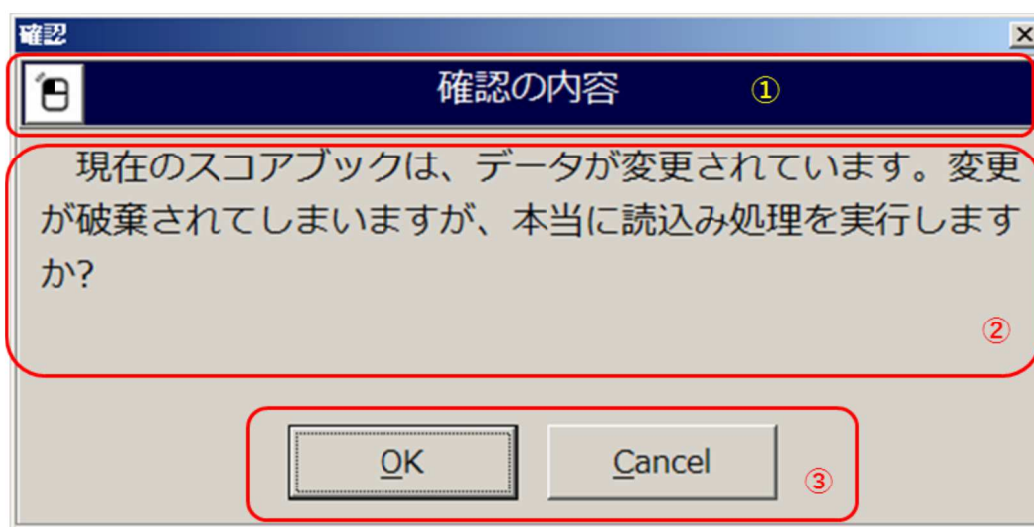 確認
確認の内容 ①
　現在のスコアブックは、データが変更されています。変更
が破棄されてしまいますが、本当に読込み処理を実行します
か?
②
OK Cancel ③